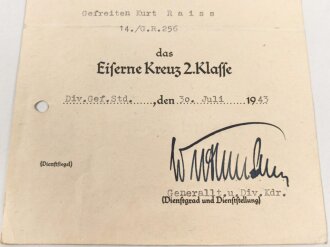 Gefreiten Kurt Raiss
14./G.R.256
das
Eiserne Kreuz 2.Klasse
Div.Gef.Std. ....., den 30. Juli ..... 1943
(Dienstsiegel)
Generallt.u.Div.Kdr.
(Dienstgrad und Dienststellung)